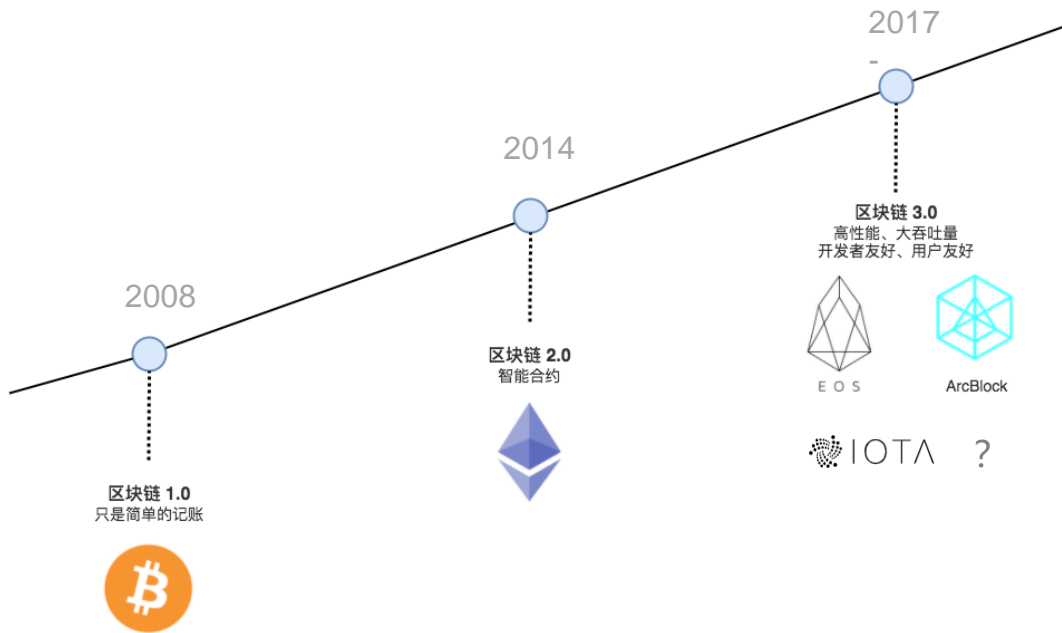 2008
区块链 1.0
只是简单的记账
2014
区块链 2.0
智能合约
2017
-
区块链 3.0
高性能、大吞吐量
开发者友好、用户友好
EOS
ArcBlock
IOTA
?